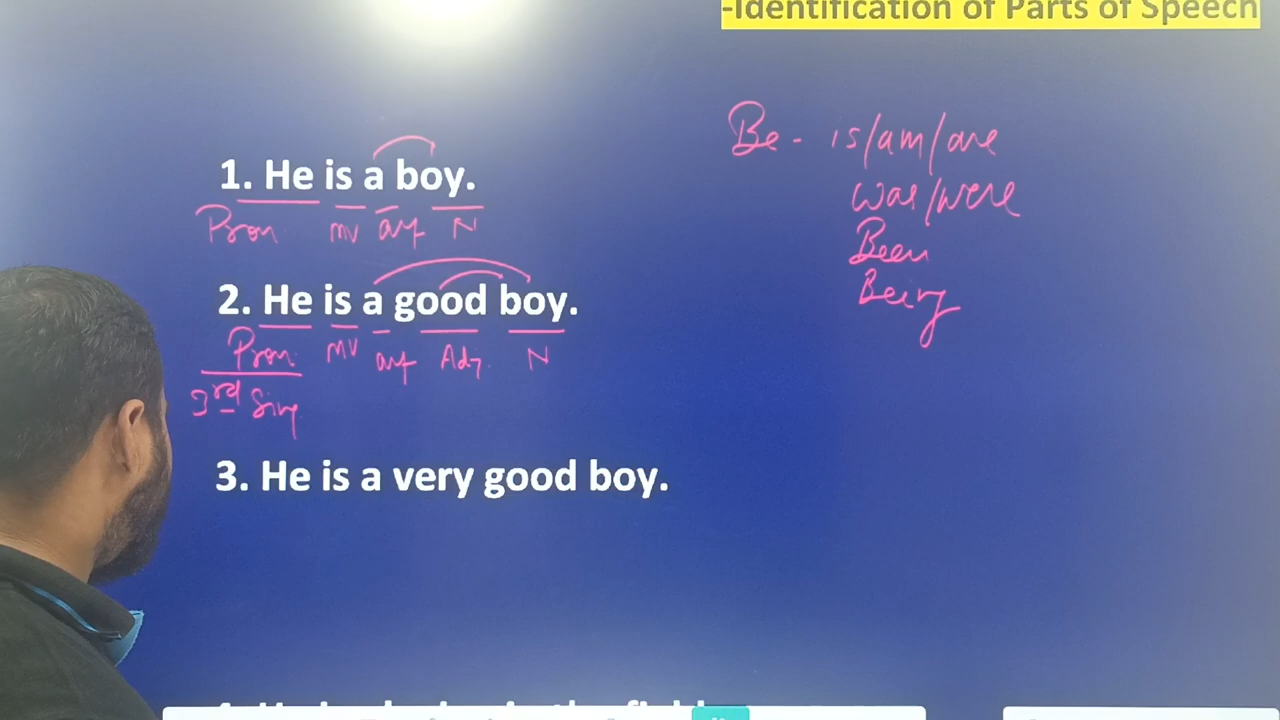 -Identification of Parts of Speech
Be - is/am/are
was/were
Been
Being
1. He is a boy.
Pron MV art N
2. He is a good boy.
Pron. MV art Adj. N
3rd Sing
3. He is a very good boy.